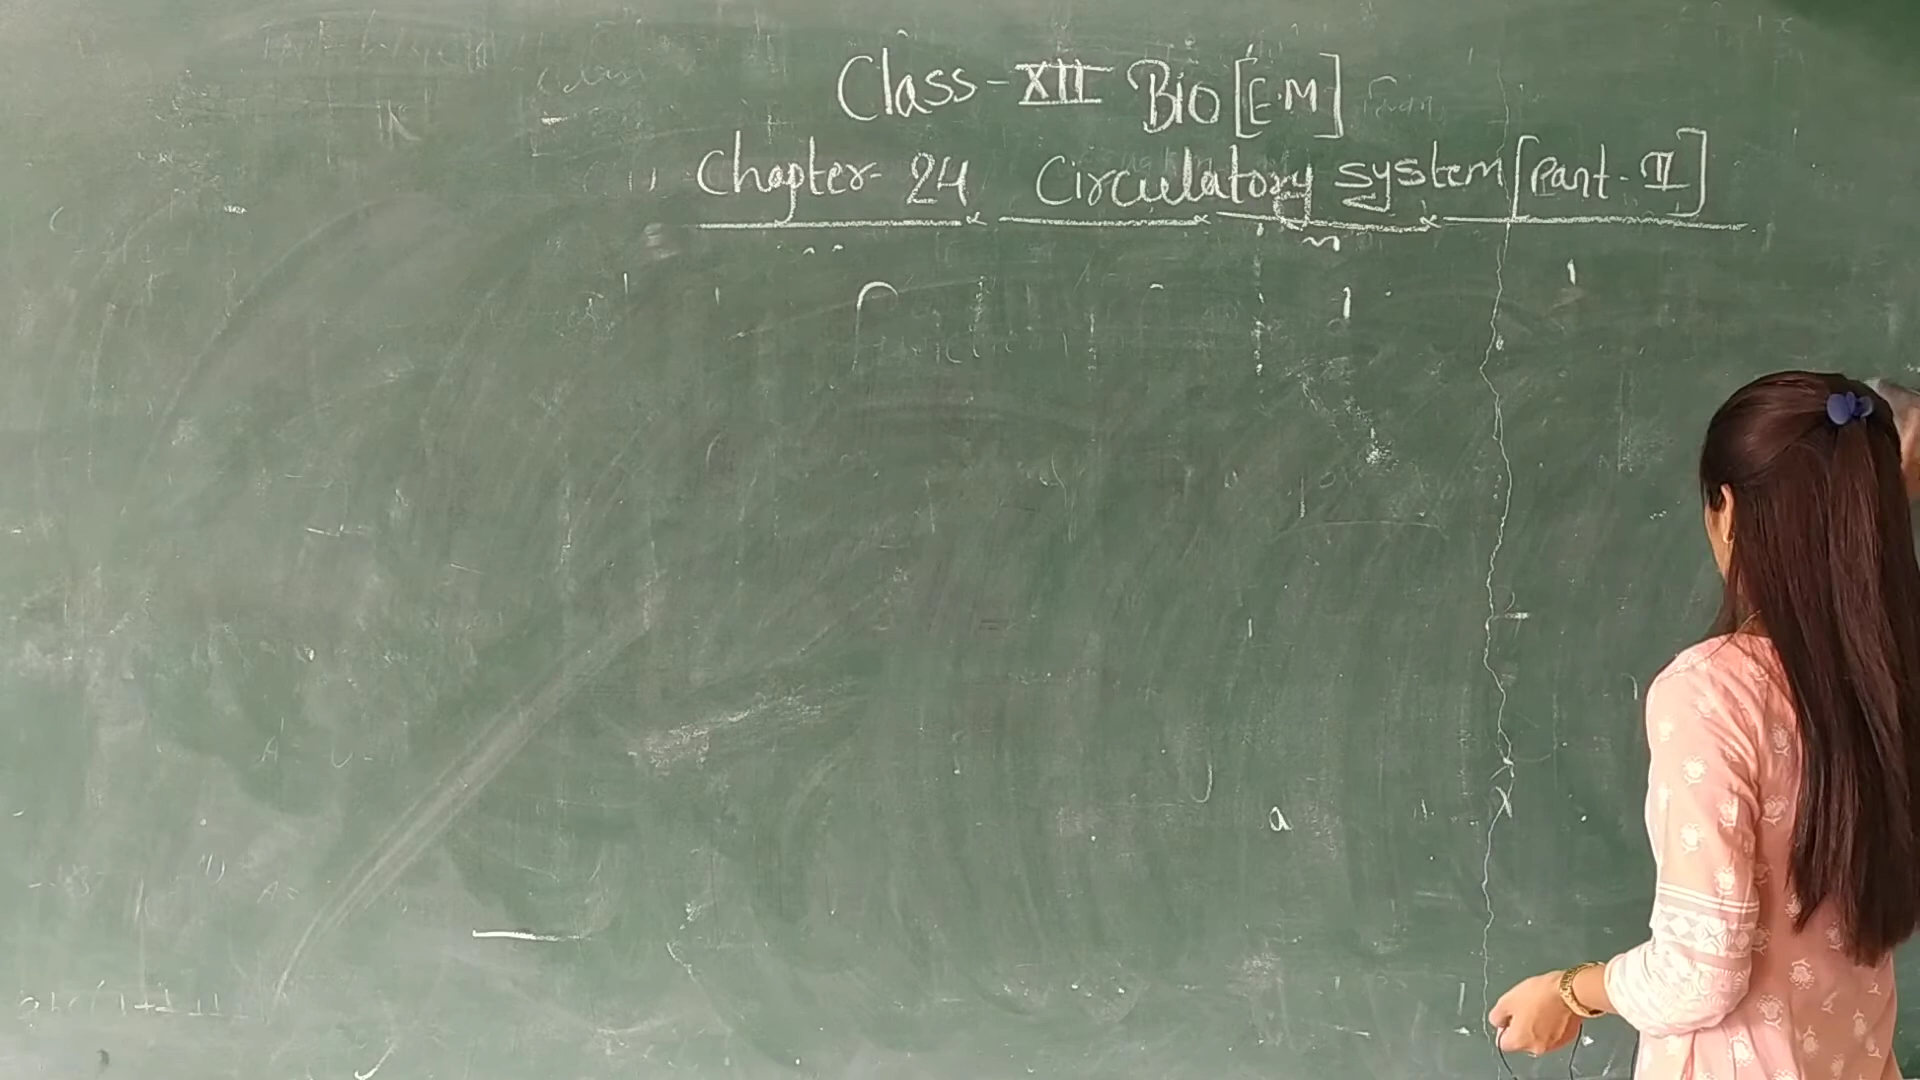 Class-XII Bio [E.M]
Chapter- 24 Circulatory system [Part-II]
a